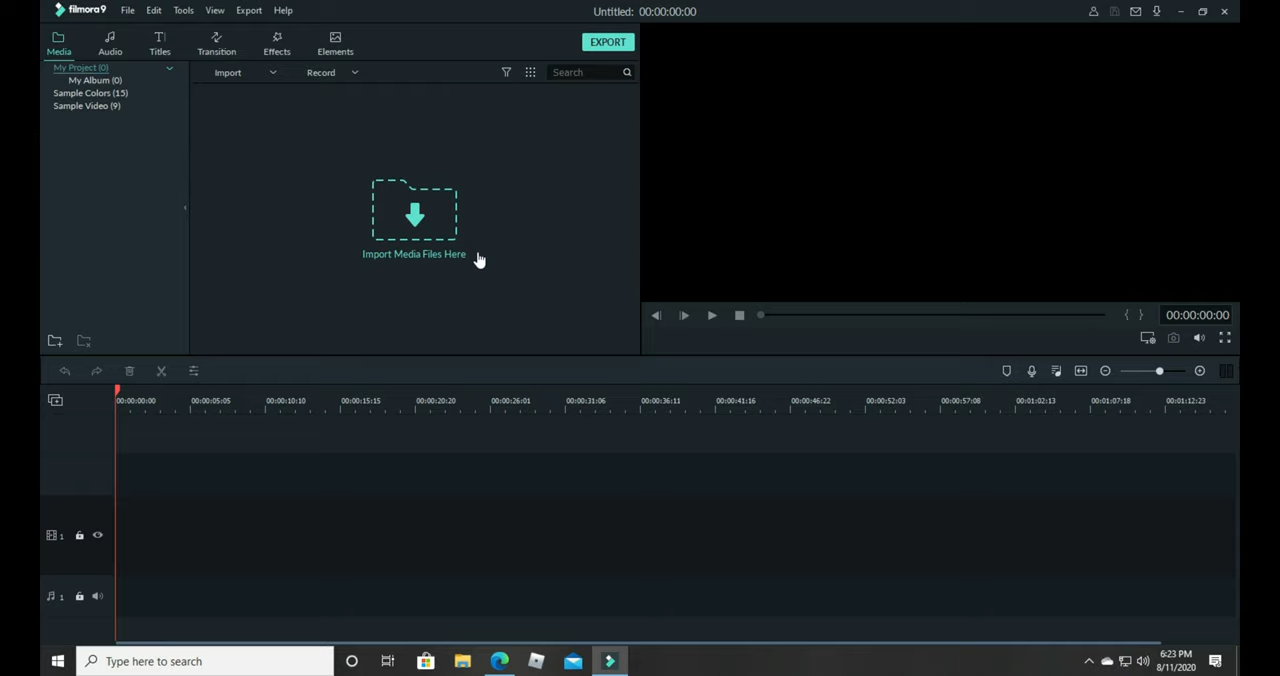 filmora9 File Edit Tools View Export Help Untitled: 00:00:00:00
Media Audio Titles Transition Effects Elements EXPORT
My Project (0) Import Record Search
My Album (0)
Sample Colors (15)
Sample Video (9)
Import Media Files Here
00:00:00:00
00:00:00:00 00:00:05:05 00:00:10:10 00:00:15:15 00:00:20:20 00:00:26:01 00:00:31:06 00:00:36:11 00:00:41:16 00:00:46:22 00:00:52:03 00:00:57:08 00:01:02:13 00:01:07:18 00:01:12:23
1
1
Type here to search 6:23 PM
8/11/2020